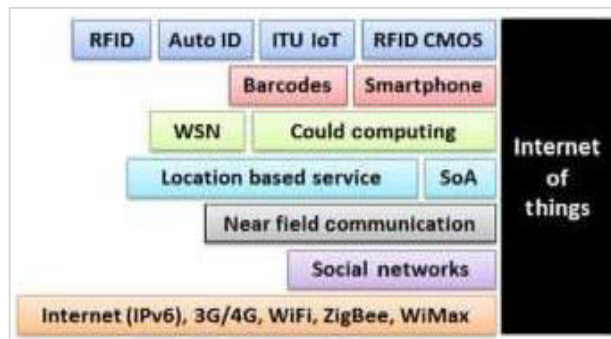 RFID Auto ID ITU IoT RFID CMOS
Barcodes Smartphone
WSN Could computing
Location based service SoA
Near field communication
Social networks
Internet (IPv6), 3G/4G, WiFi, ZigBee, WiMax
Internet
of
things